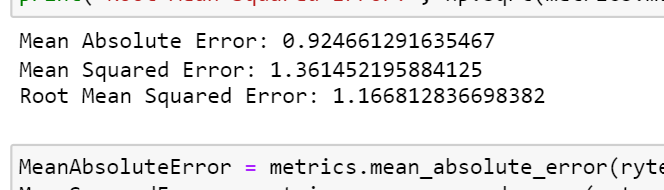 Mean Absolute Error: 0.924661291635467
Mean Squared Error: 1.361452195884125
Root Mean Squared Error: 1.166812836698382
MeanAbsoluteError = metrics.mean_absolute_error(ryte